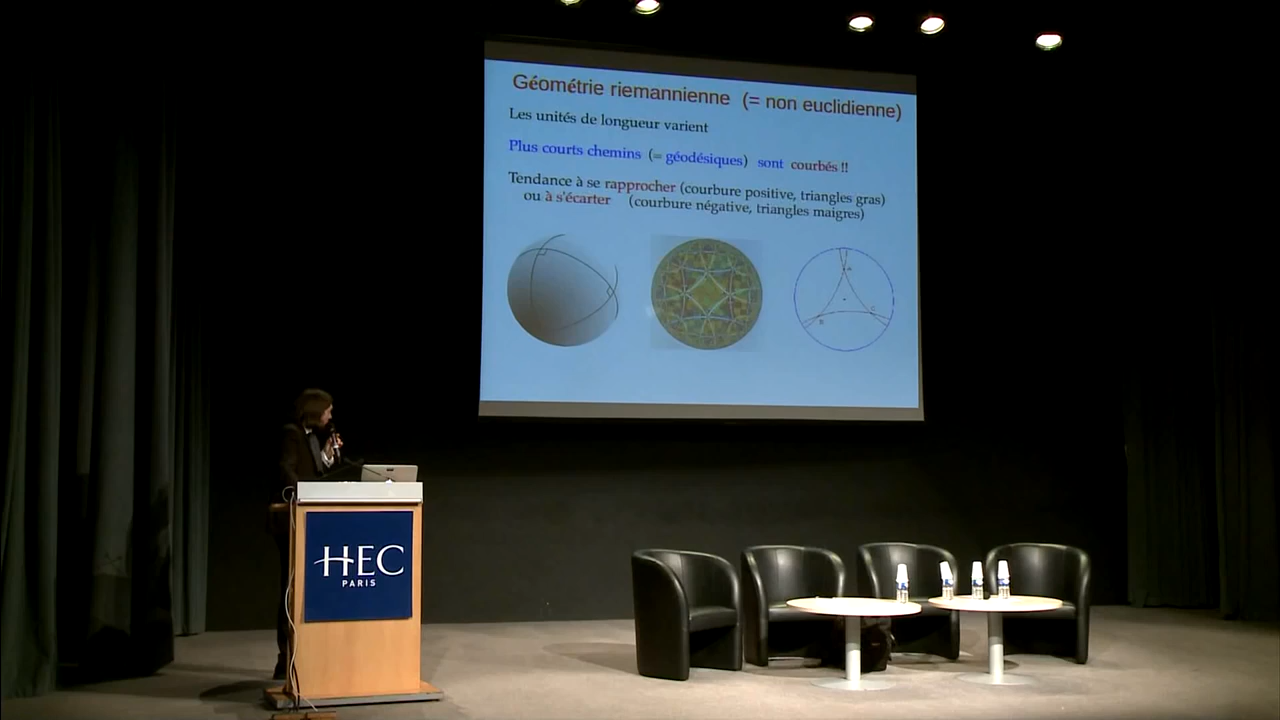 Géométrie riemannienne (= non euclidienne)
Les unités de longueur varient
Plus courts chemins (= géodésiques) sont courbés !!
Tendance à se rapprocher (courbure positive, triangles gras)
ou à s'écarter (courbure négative, triangles maigres)
A
B
C
HEC
PARIS